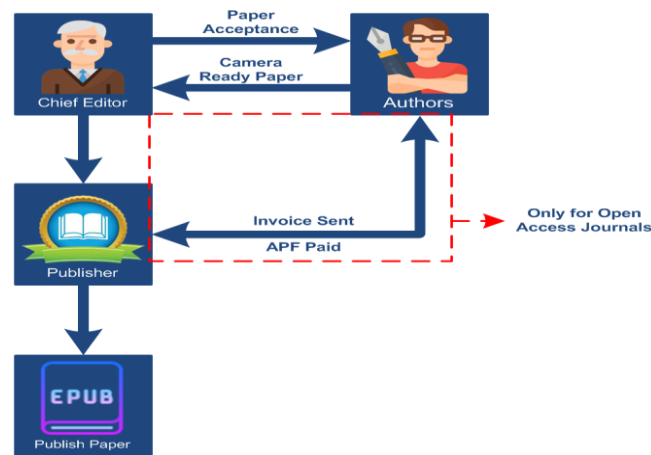 Paper
Acceptance
Camera
Ready Paper
Chief Editor
Authors
Invoice Sent
APF Paid
Only for Open
Access Journals
Publisher
EPUB
Publish Paper